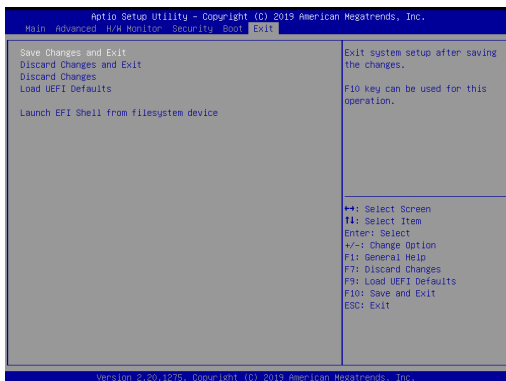 Aptio Setup Utility – Copyright (C) 2019 American Megatrends, Inc.
Main Advanced H/W Monitor Security Boot Exit
Save Changes and Exit
Discard Changes and Exit
Discard Changes
Load UEFI Defaults
Launch EFI Shell from filesystem device
Exit system setup after saving
the changes.
F10 key can be used for this
operation.
↔: Select Screen
↑↓: Select Item
Enter: Select
+/-: Change Option
F1: General Help
F7: Discard Changes
F9: Load UEFI Defaults
F10: Save and Exit
ESC: Exit
Version 2.20.1275. Copyright (C) 2019 American Megatrends, Inc.